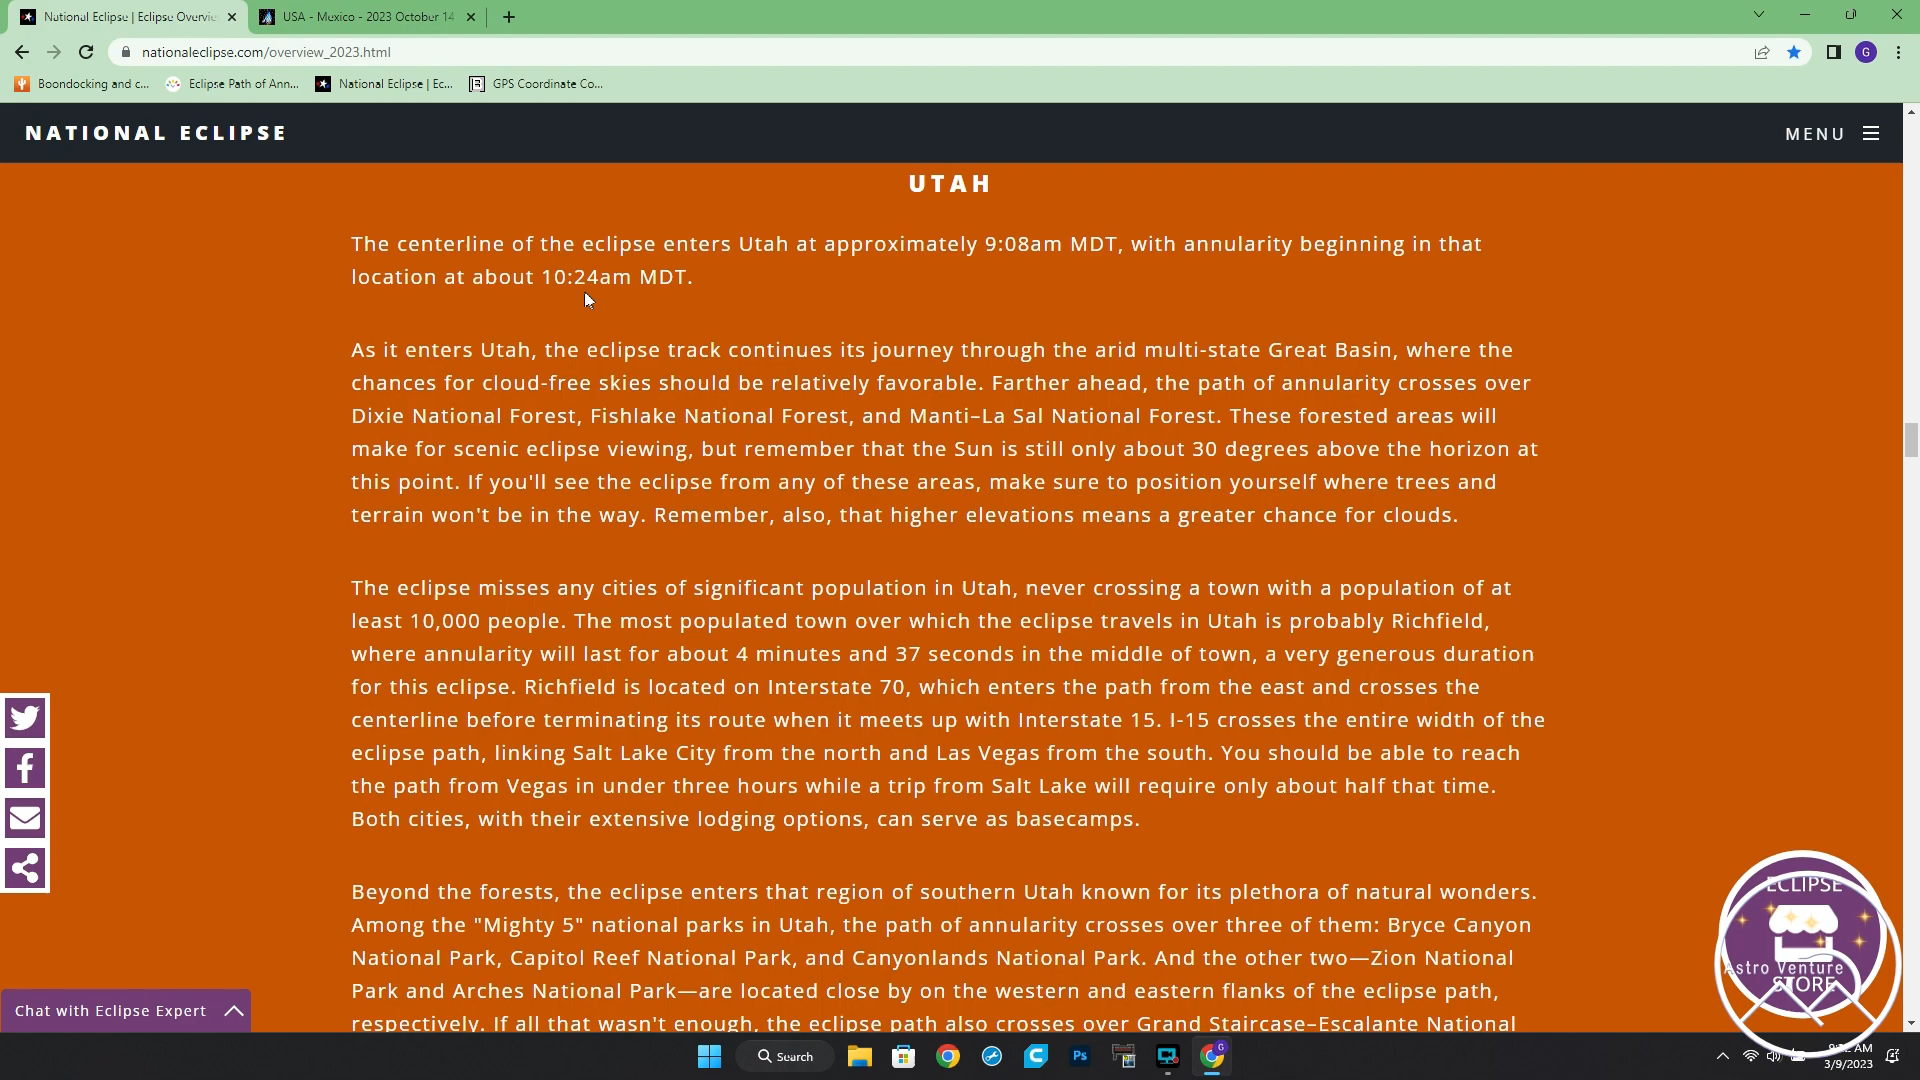 National Eclipse | Eclipse Overvie
USA - Mexico - 2023 October 14
nationaleclipse.com/overview_2023.html
G
Boondocking and c...
Eclipse Path of Ann...
National Eclipse | Ec...
GPS Coordinate Co...
NATIONAL ECLIPSE
MENU
UTAH
The centerline of the eclipse enters Utah at approximately 9:08am MDT, with annularity beginning in that
location at about 10:24am MDT.
As it enters Utah, the eclipse track continues its journey through the arid multi-state Great Basin, where the
chances for cloud-free skies should be relatively favorable. Farther ahead, the path of annularity crosses over
Dixie National Forest, Fishlake National Forest, and Manti–La Sal National Forest. These forested areas will
make for scenic eclipse viewing, but remember that the Sun is still only about 30 degrees above the horizon at
this point. If you'll see the eclipse from any of these areas, make sure to position yourself where trees and
terrain won't be in the way. Remember, also, that higher elevations means a greater chance for clouds.
The eclipse misses any cities of significant population in Utah, never crossing a town with a population of at
least 10,000 people. The most populated town over which the eclipse travels in Utah is probably Richfield,
where annularity will last for about 4 minutes and 37 seconds in the middle of town, a very generous duration
for this eclipse. Richfield is located on Interstate 70, which enters the path from the east and crosses the
centerline before terminating its route when it meets up with Interstate 15. I-15 crosses the entire width of the
eclipse path, linking Salt Lake City from the north and Las Vegas from the south. You should be able to reach
the path from Vegas in under three hours while a trip from Salt Lake will require only about half that time.
Both cities, with their extensive lodging options, can serve as basecamps.
Beyond the forests, the eclipse enters that region of southern Utah known for its plethora of natural wonders.
Among the "Mighty 5" national parks in Utah, the path of annularity crosses over three of them: Bryce Canyon
National Park, Capitol Reef National Park, and Canyonlands National Park. And the other two—Zion National
Park and Arches National Park—are located close by on the western and eastern flanks of the eclipse path,
respectively. If all that wasn't enough, the eclipse path also crosses over Grand Staircase–Escalante National
ECLIPSE
Astro Venture
STORE
Chat with Eclipse Expert
Search
Ps
G
AM
3/9/2023